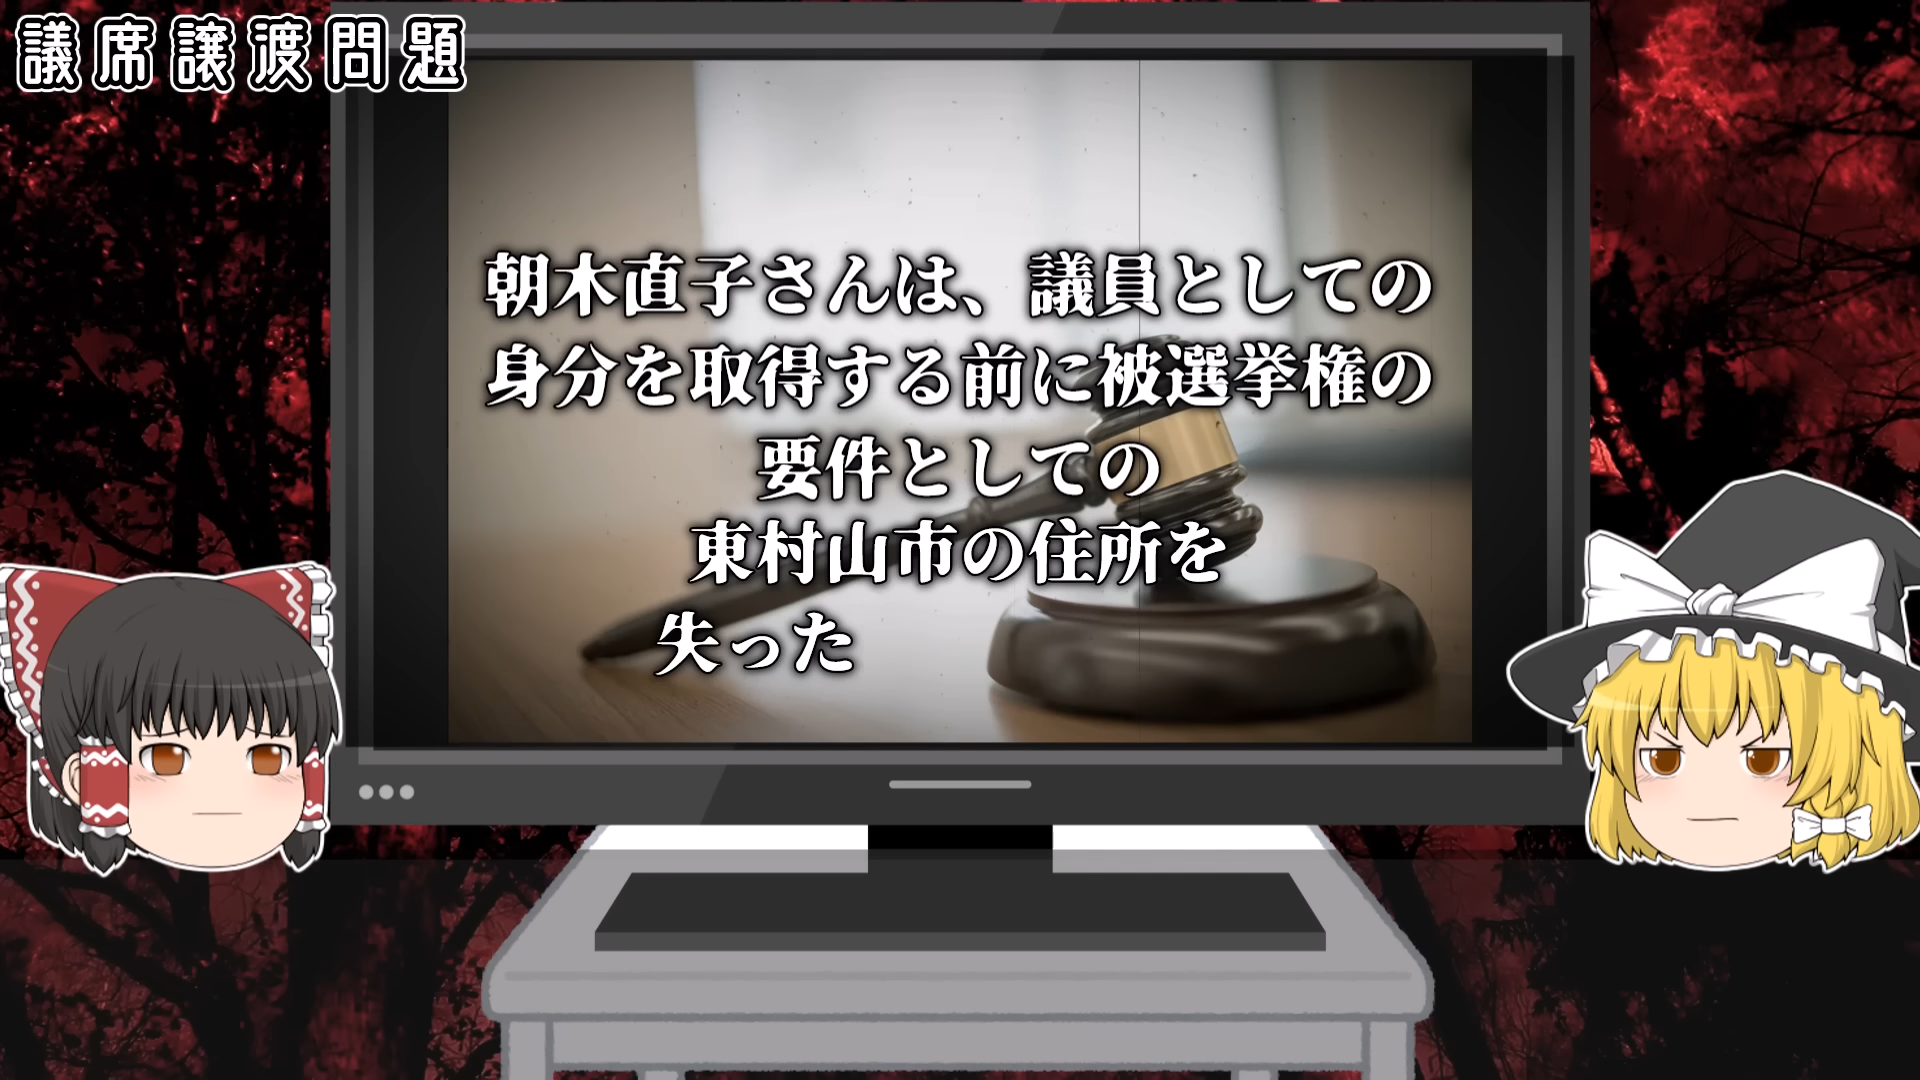 議席譲渡問題
朝木直子さんは、議員としての
身分を取得する前に被選挙権の
要件としての
東村山市の住所を
失った